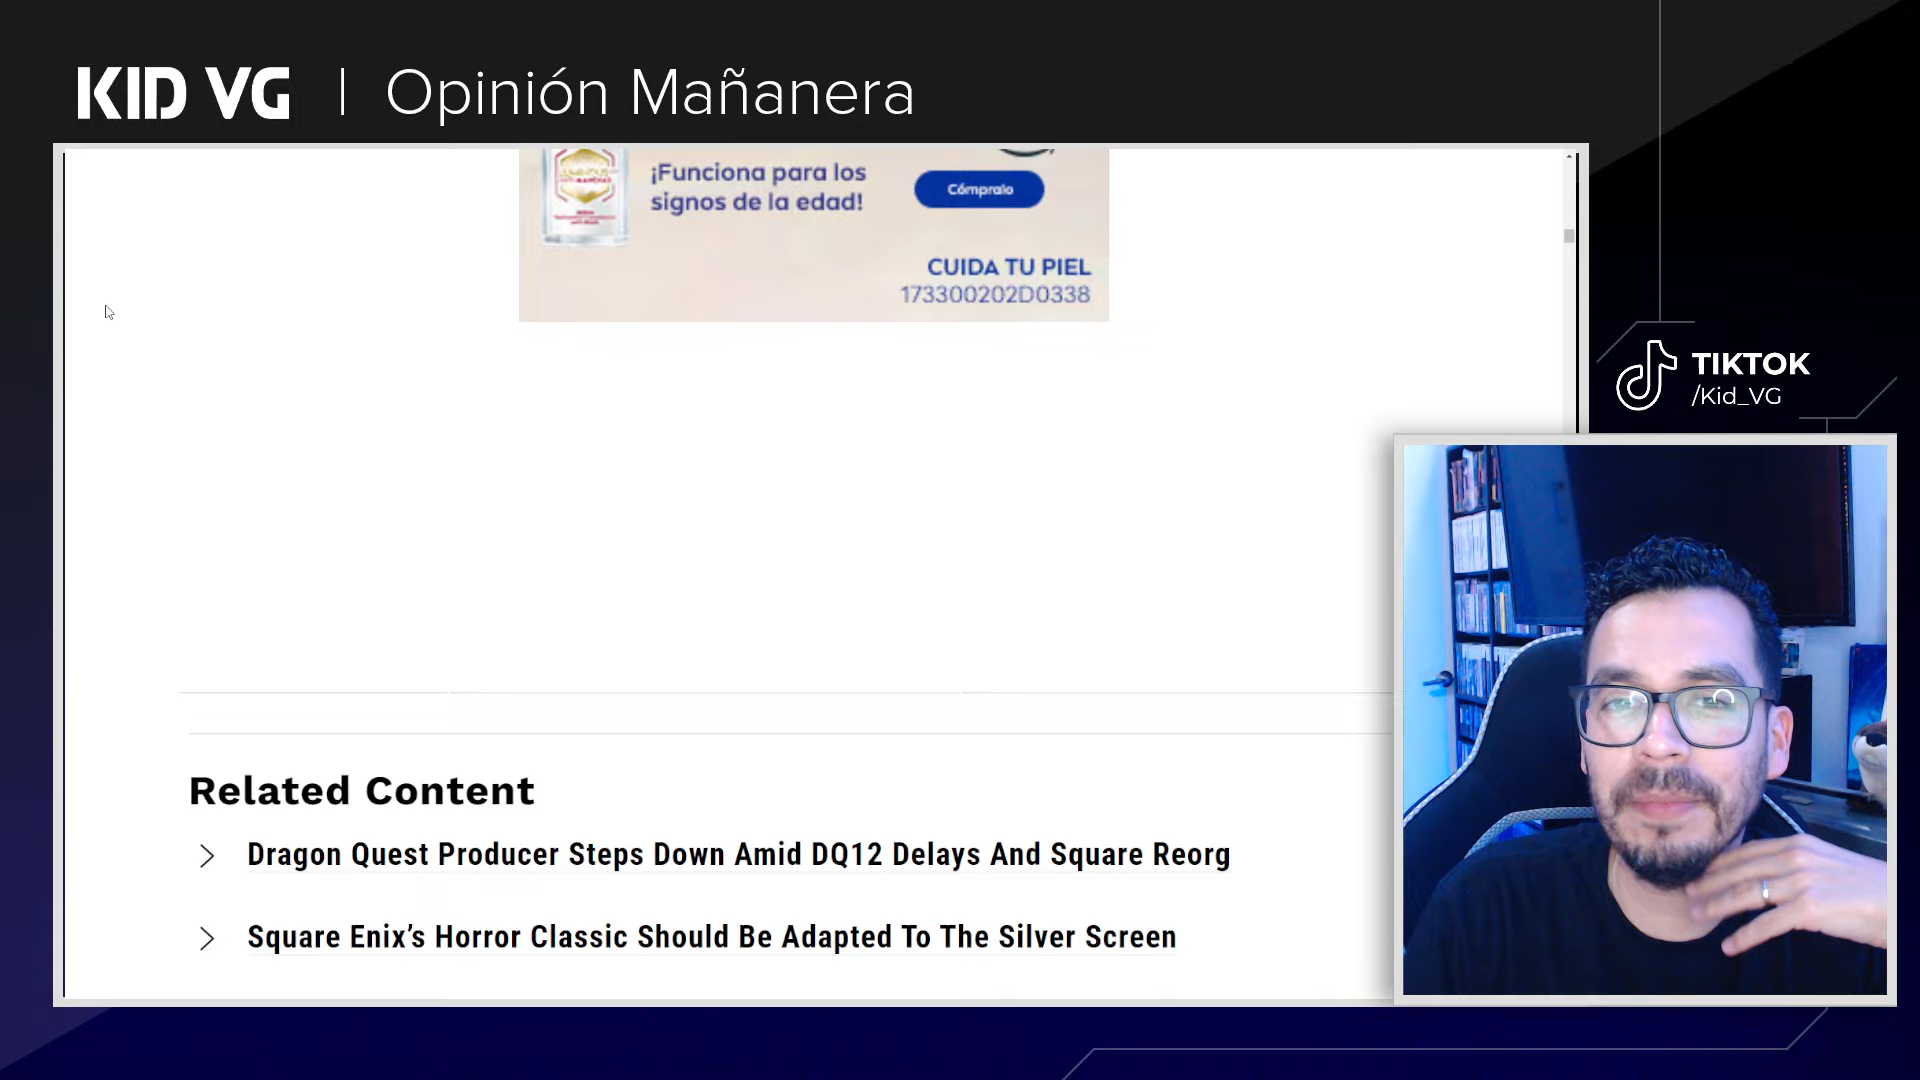 KID VG | Opinión Mañanera
¡Funciona para los
signos de la edad!
Cómpralo
CUIDA TU PIEL
173300202D0338
TIKTOK
/Kid_VG
Related Content
Dragon Quest Producer Steps Down Amid DQ12 Delays And Square Reorg
Square Enix’s Horror Classic Should Be Adapted To The Silver Screen